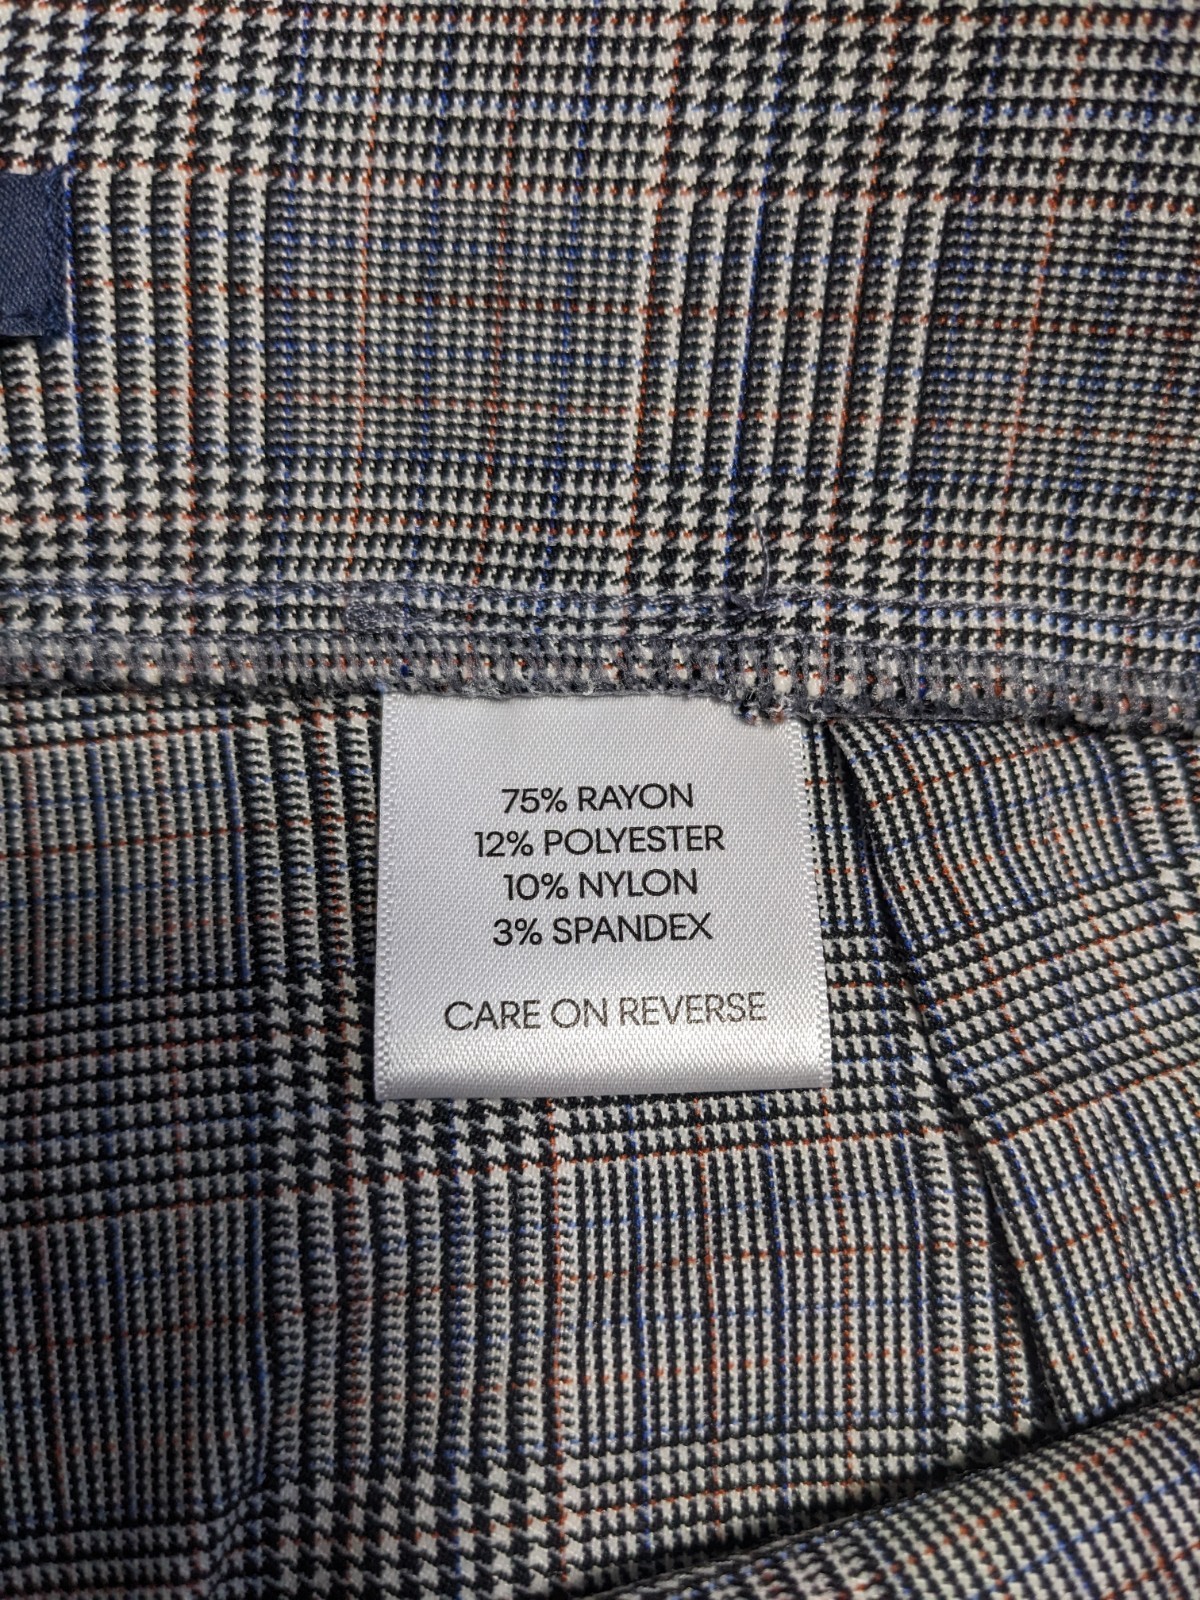 75% RAYON
12% POLYESTER
10% NYLON
3% SPANDEX
CARE ON REVERSE